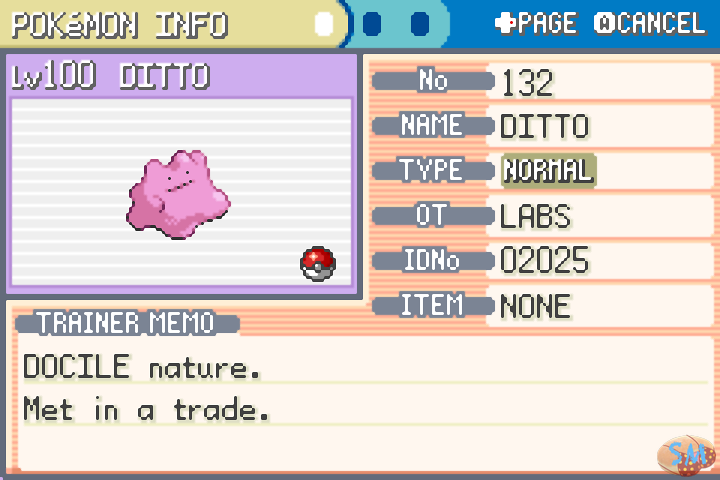 POKéMON INFO
PAGE
CANCEL
Lv100 DITTO
No 132
NAME DITTO
TYPE NORMAL
OT LABS
IDNo 02025
ITEM NONE
TRAINER MEMO
DOCILE nature.
Met in a trade.
SM